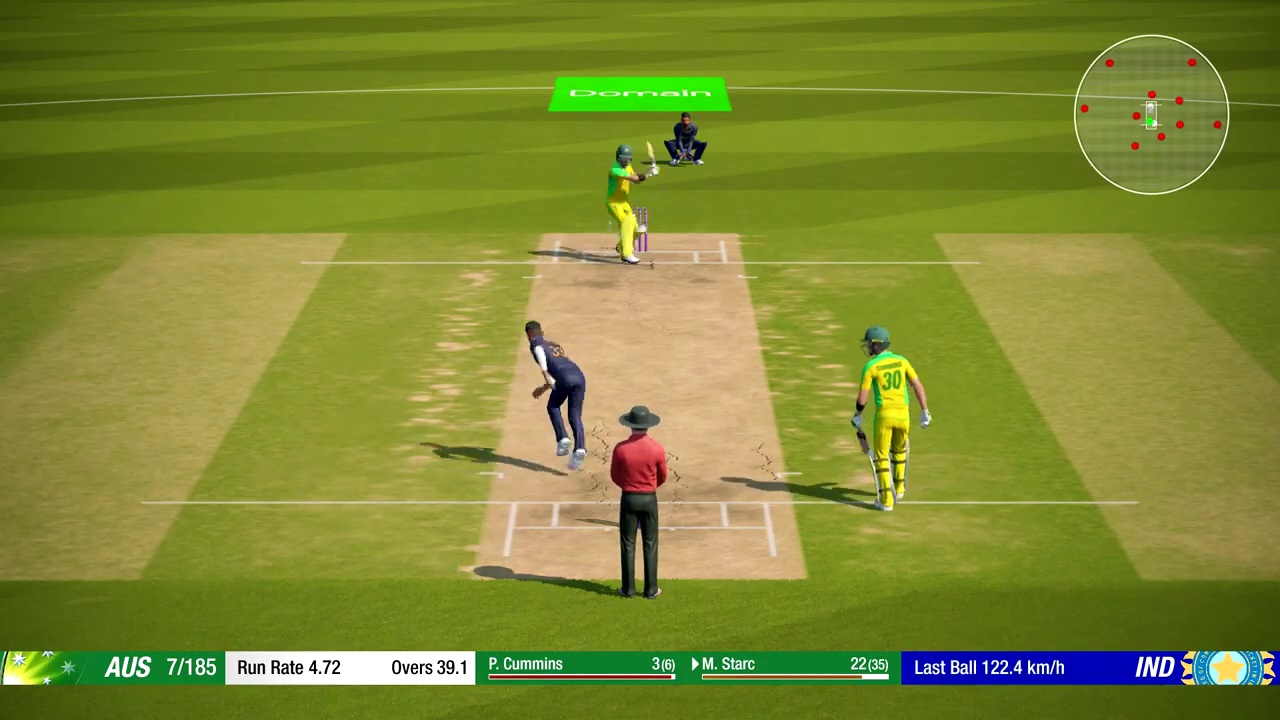 Domain
30
AUS 7/185 Run Rate 4.72 Overs 39.1 P. Cummins 3(6) M. Starc 22(35) Last Ball 122.4 km/h IND